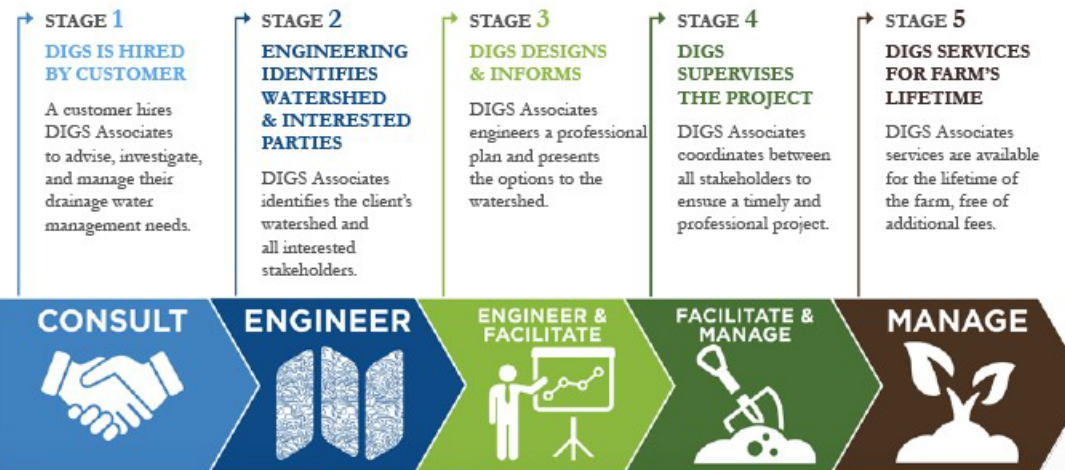 STAGE 1
DIGS IS HIRED
BY CUSTOMER
A customer hires
DIGS Associates
to advise, investigate,
and manage their
drainage water
management needs.
STAGE 2
ENGINEERING
IDENTIFIES
WATERSHED
& INTERESTED
PARTIES
DIGS Associates
identifies the client's
watershed and
all interested
stakeholders.
STAGE 3
DIGS DESIGNS
& INFORMS
DIGS Associates
engineers a professional
plan and presents
the options to the
watershed.
STAGE 4
DIGS
SUPERVISES
THE PROJECT
DIGS Associates
coordinates between
all stakeholders to
ensure a timely and
professional project.
STAGE 5
DIGS SERVICES
FOR FARM'S
LIFETIME
DIGS Associates
services are available
for the lifetime of
the farm, free of
additional fees.
CONSULT
ENGINEER
ENGINEER &
FACILITATE
FACILITATE &
MANAGE
MANAGE